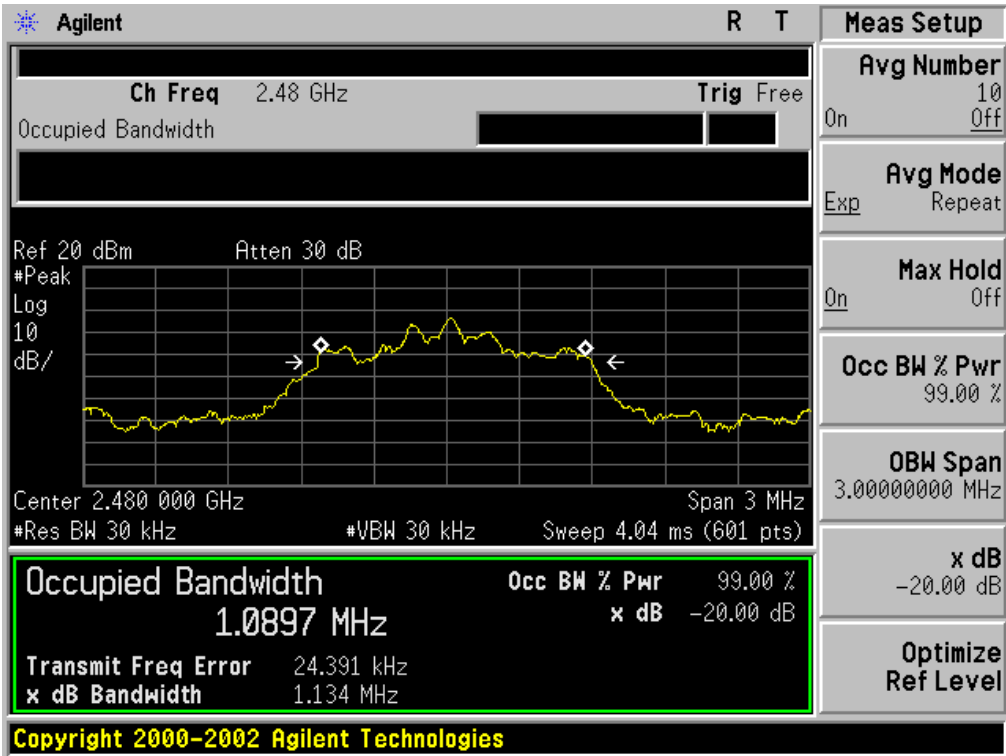 Agilent R T
Ch Freq 2.48 GHz Trig Free
Occupied Bandwidth
Ref 20 dBm Atten 30 dB
#Peak
Log
10
dB/
Center 2.480 000 GHz Span 3 MHz
#Res BW 30 kHz #VBW 30 kHz Sweep 4.04 ms (601 pts)
Occupied Bandwidth Occ BW % Pwr 99.00 %
1.0897 MHz x dB -20.00 dB
Transmit Freq Error 24.391 kHz
x dB Bandwidth 1.134 MHz
Copyright 2000-2002 Agilent Technologies
Meas Setup
Avg Number
10
On Off
Avg Mode
Exp Repeat
Max Hold
On Off
Occ BW % Pwr
99.00 %
OBW Span
3.00000000 MHz
x dB
-20.00 dB
Optimize
Ref Level